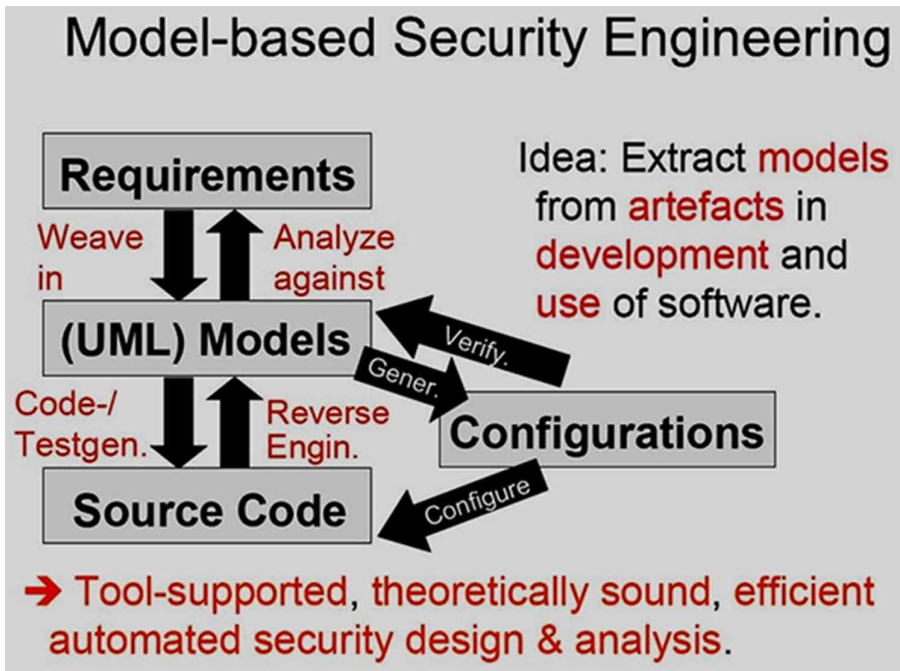 Model-based Security Engineering
Requirements
Idea: Extract models
from artefacts in
development and
use of software.
Weave
in
Analyze
against
(UML) Models
Verify.
Gener.
Code-/
Testgen.
Reverse
Engin.
Configurations
Source Code
Configure
➔ Tool-supported, theoretically sound, efficient
automated security design & analysis.